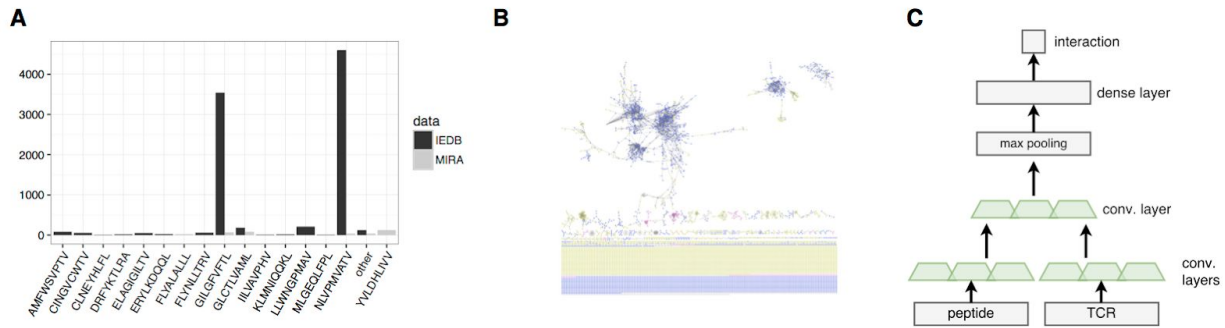 A
B
C
4000
3000
2000
1000
0
data
IEDB
MIRA
AMFWSVPTV
CINGVCWTV
CLNEYHLFL
DRFYKTLRA
ELAGIGILTV
ERYLKDQQL
FLYALALLL
FLYNLLTRV
GILGFVFTL
GLCTLVAML
IILVAVPHV
KLMNIQQKL
LLWNGPMAV
MLGEQLFPL
NLVPMVATV
other
YVLDHLIVV
interaction
dense layer
max pooling
conv. layer
conv.
layers
peptide
TCR